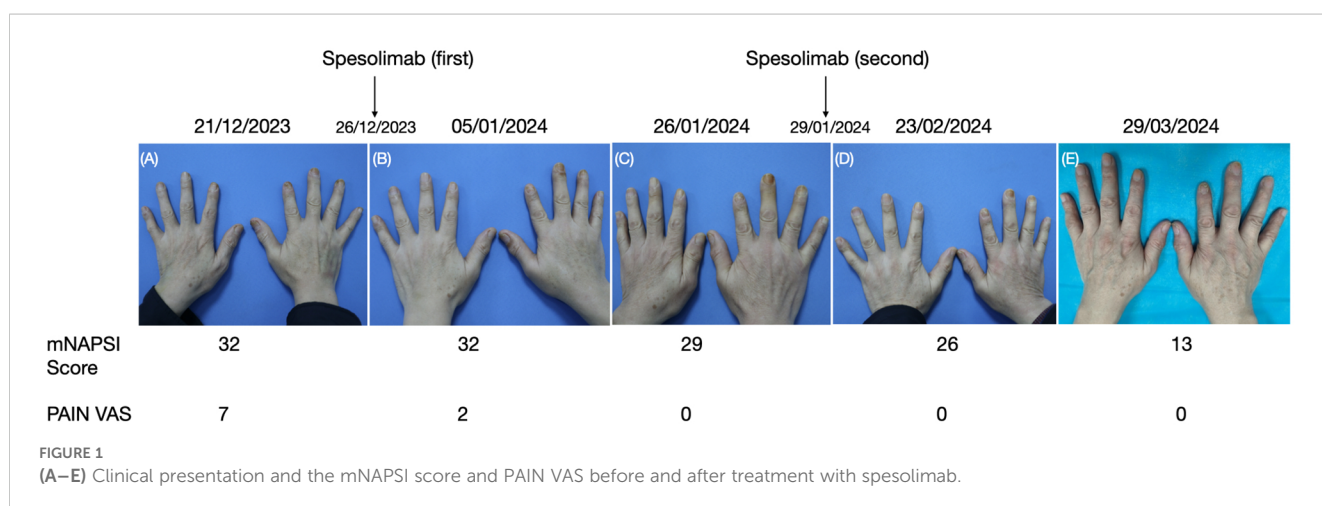 Spesolimab (first) Spesolimab (second)
21/12/2023 26/12/2023 05/01/2024 26/01/2024 29/01/2024 23/02/2024 29/03/2024
(A) (B) (C) (D) (E)
mNAPSI 32 32 29 26 13
Score
PAIN VAS 7 2 0 0 0
FIGURE 1
(A–E) Clinical presentation and the mNAPSI score and PAIN VAS before and after treatment with spesolimab.